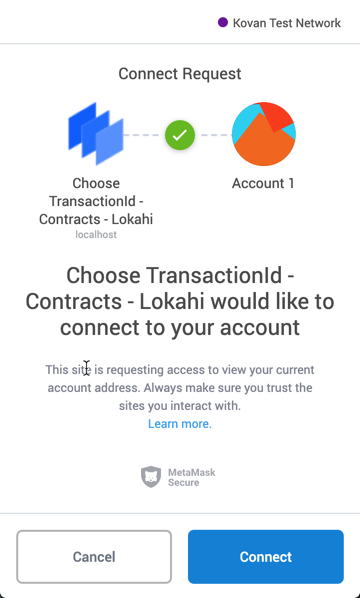 Kovan Test Network
Connect Request
Choose
TransactionId -
Contracts - Lokahi
localhost
Account 1
Choose TransactionId -
Contracts - Lokahi would like to
connect to your account
This site is requesting access to view your current
account address. Always make sure you trust the
sites you interact with.
Learn more.
MetaMask
Secure
Cancel
Connect